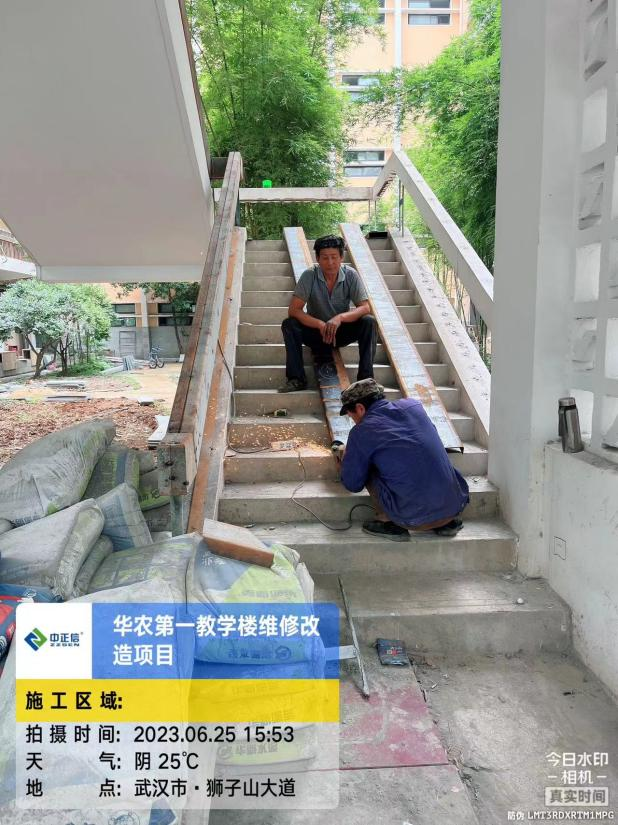 中正信®
ZZSEN
华农第一教学楼维修改
造项目
施工区域:
拍摄时间: 2023.06.25 15:53
天 气: 阴 25℃
地 点: 武汉市·狮子山大道
今日水印
-相机-
真实时间
防伪 LMT3RDXRTM1MPG